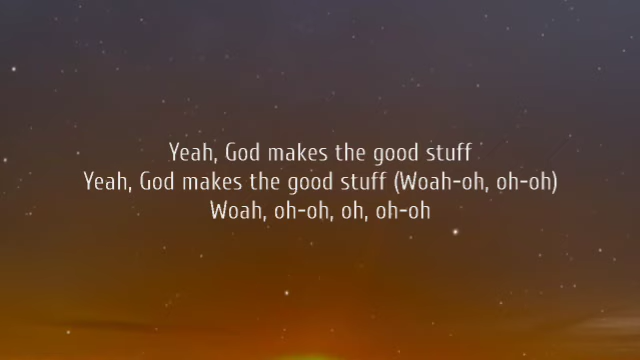 Yeah, God makes the good stuff
Yeah, God makes the good stuff (Woah-oh, oh-oh)
Woah, oh-oh, oh, oh-oh